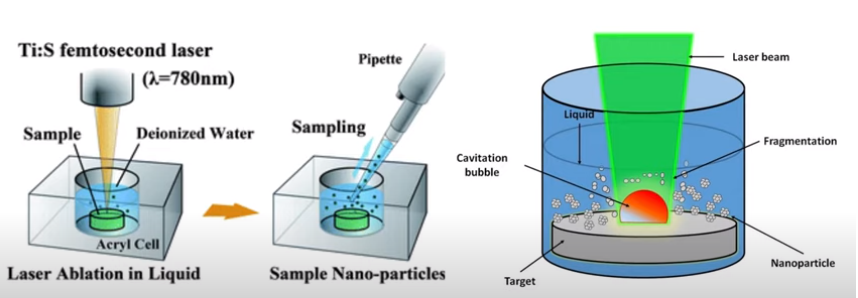 Ti:S femtosecond laser
(λ=780nm)
Sample
Deionized Water
Acryl Cell
Laser Ablation in Liquid
Pipette
Sampling
Sample Nano-particles
Laser beam
Liquid
Fragmentation
Cavitation
bubble
Nanoparticle
Target